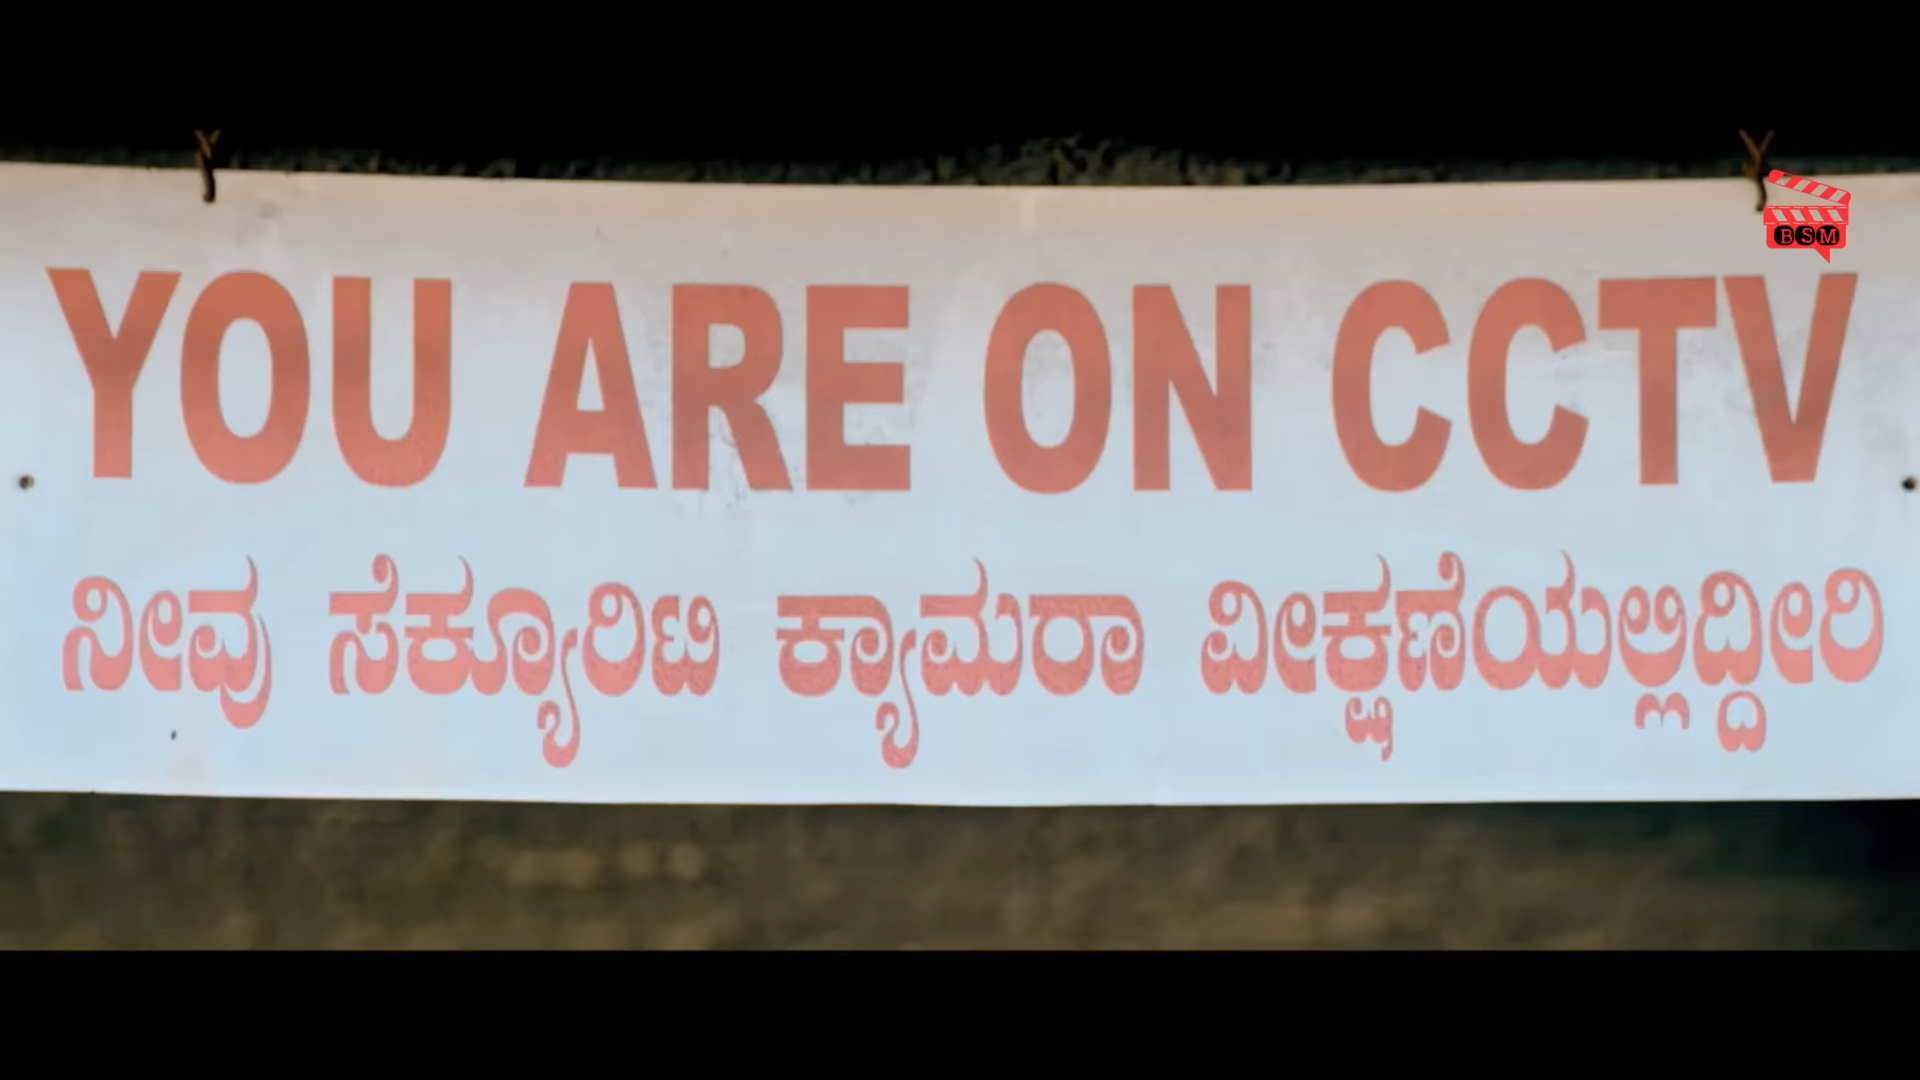 BSM
YOU ARE ON CCTV
ನೀವು ಸೆಕ್ಯೂರಿಟಿ ಕ್ಯಾಮರಾ ವೀಕ್ಷಣೆಯಲ್ಲಿದ್ದೀರಿ